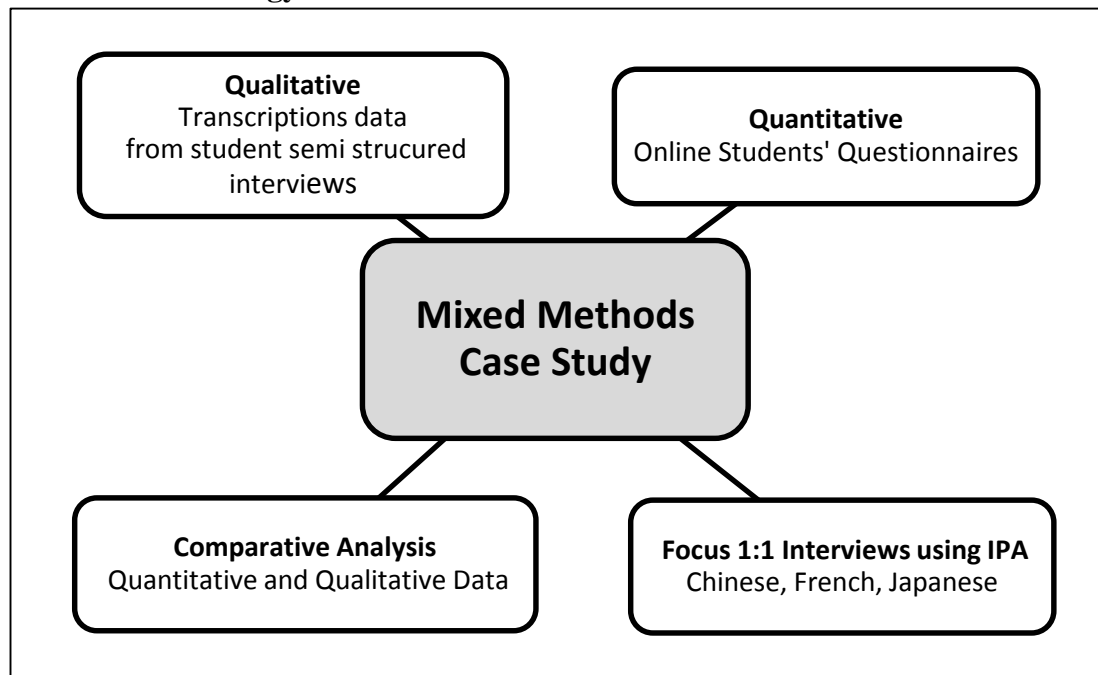 Qualitative
Transcriptions data
from student semi strucured
interviews
Quantitative
Online Students' Questionnaires
Mixed Methods
Case Study
Comparative Analysis
Quantitative and Qualitative Data
Focus 1:1 Interviews using IPA
Chinese, French, Japanese